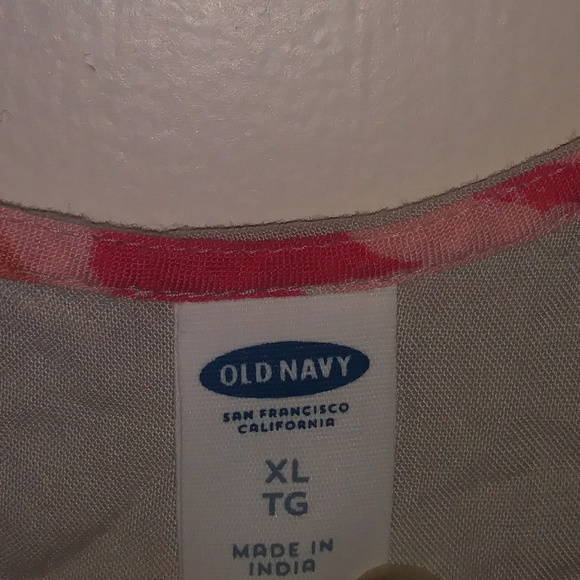 OLD NAVY
SAN FRANCISCO
CALIFORNIA
XL
TG
MADE IN
INDIA